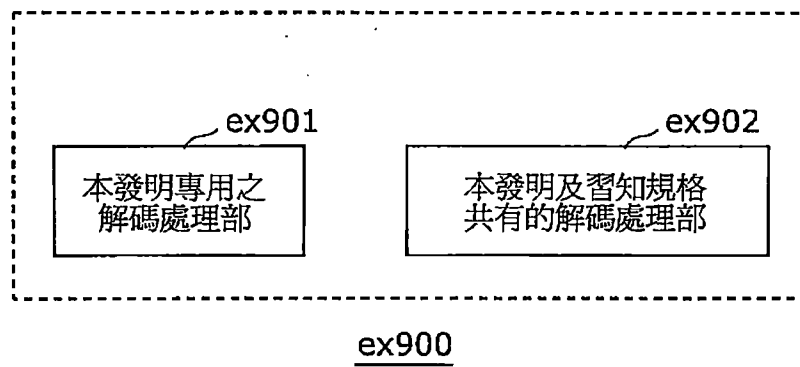 ex901
本發明專用之
解碼處理部
ex902
本發明及習知規格
共有的解碼處理部
ex900